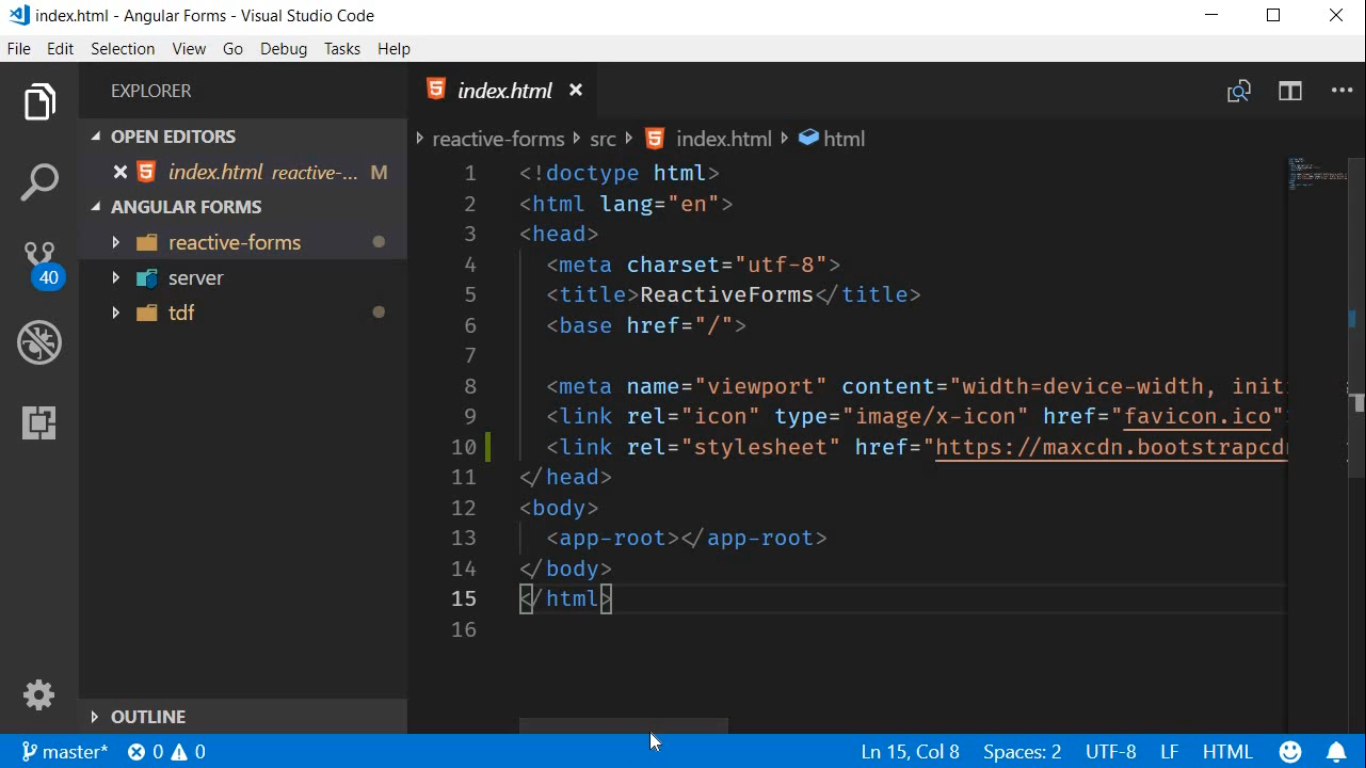 index.html - Angular Forms - Visual Studio Code
File Edit Selection View Go Debug Tasks Help
EXPLORER
OPEN EDITORS
index.html reactive-... M
ANGULAR FORMS
reactive-forms
server
tdf
OUTLINE
40
index.html
reactive-forms src index.html html
1 <!doctype html>
2 <html lang="en">
3 <head>
4 <meta charset="utf-8">
5 <title>ReactiveForms</title>
6 <base href="/">
7
8 <meta name="viewport" content="width=device-width, init
9 <link rel="icon" type="image/x-icon" href="favicon.ico"
10 <link rel="stylesheet" href="https://maxcdn.bootstrapcd
11 </head>
12 <body>
13 <app-root></app-root>
14 </body>
15 </html>
16
master* 0 0 Ln 15, Col 8 Spaces: 2 UTF-8 LF HTML